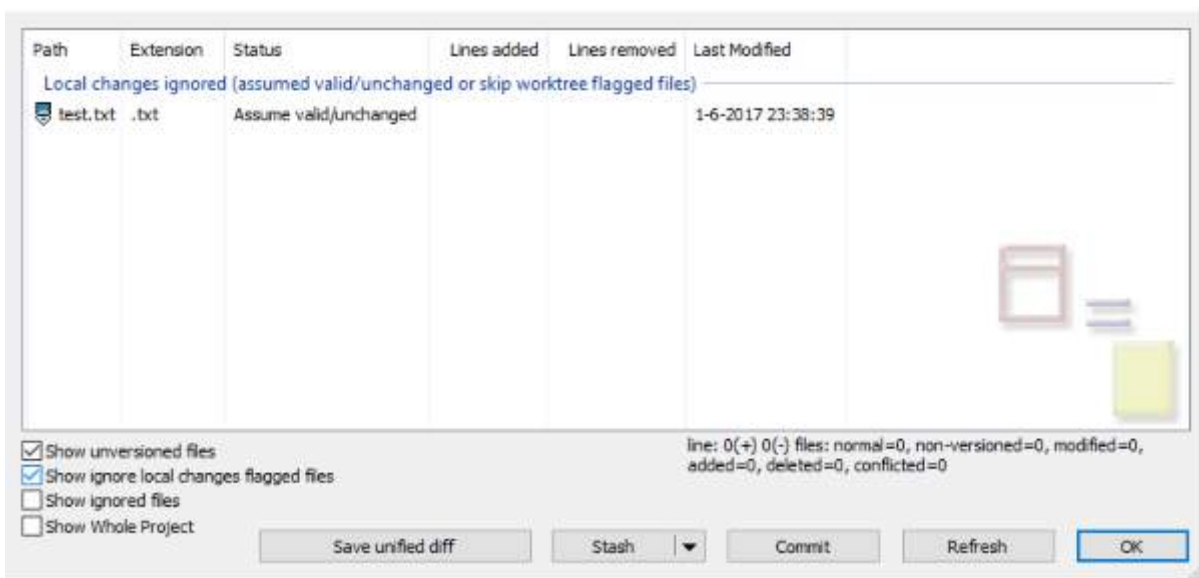 Path Extension Status Lines added Lines removed Last Modified
Local changes ignored (assumed valid/unchanged or skip worktree flagged files)
test.txt .txt Assume valid/unchanged 1-6-2017 23:38:39
Show unversioned files
Show ignore local changes flagged files
Show ignored files
Show Whole Project
line: 0(+) 0(-) files: normal=0, non-versioned=0, modified=0,
added=0, deleted=0, conflicted=0
Save unified diff Stash Commit Refresh OK